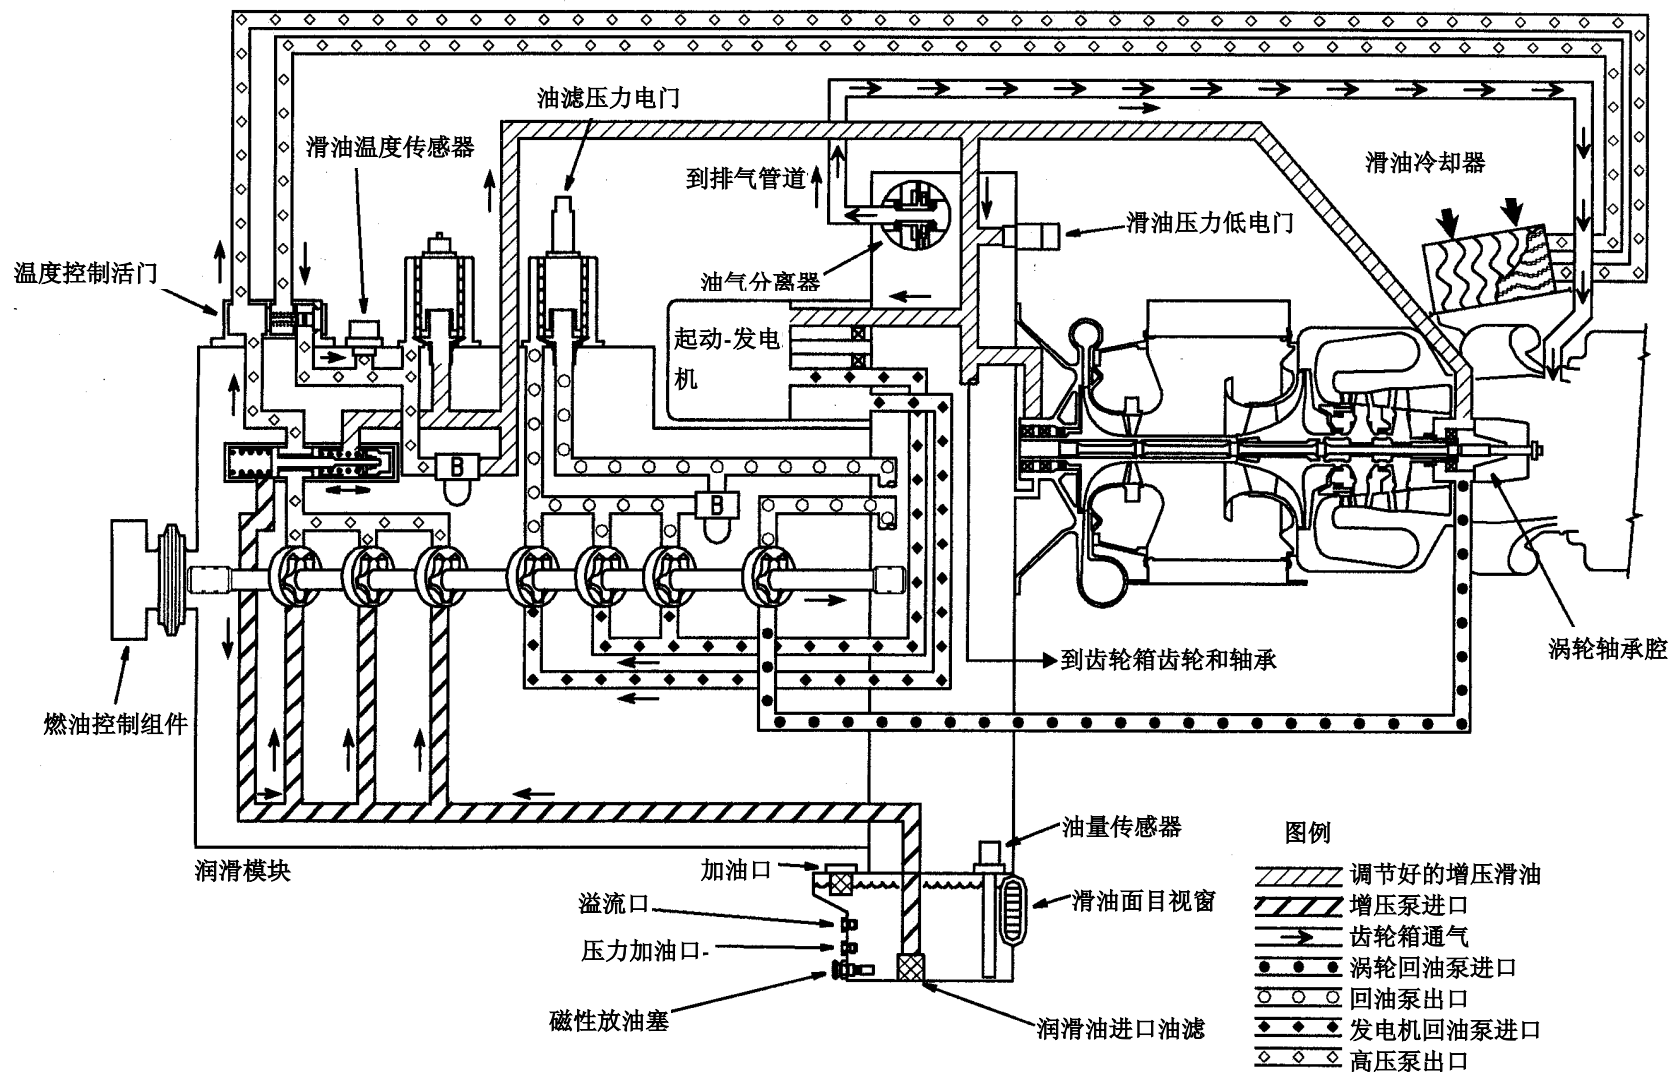 油滤压力电门
滑油温度传感器
到排气管道
滑油冷却器
滑油压力低电门
温度控制活门
油气分离器
起动-发电
机
B
B
到齿轮箱齿轮和轴承
涡轮轴承腔
燃油控制组件
润滑模块
加油口
油量传感器
溢流口
滑油面目视窗
压力加油口-
磁性放油塞
润滑油进口油滤
图例
调节好的增压滑油
增压泵进口
齿轮箱通气
涡轮回油泵进口
回油泵出口
发电机回油泵进口
高压泵出口